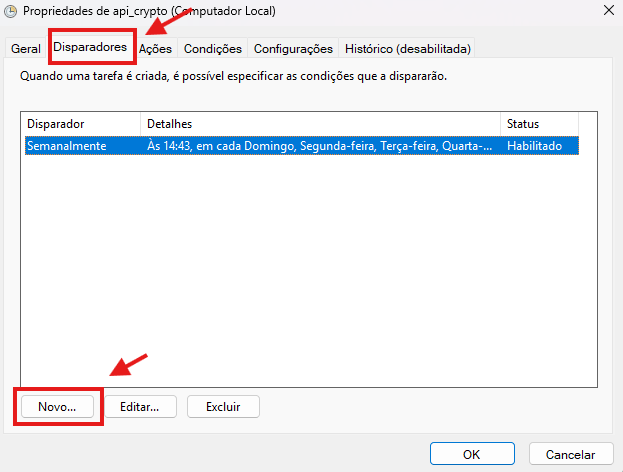 Propriedades de api_crypto (Computador Local)
Geral Disparadores Ações Condições Configurações Histórico (desabilitada)
Quando uma tarefa é criada, é possível especificar as condições que a dispararão.
Disparador Detalhes Status
Semanalmente Às 14:43, em cada Domingo, Segunda-feira, Terça-feira, Quarta-... Habilitado
Novo... Editar... Excluir
OK Cancelar